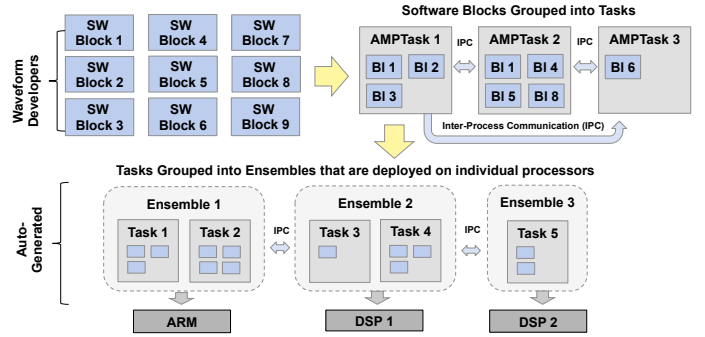 Software Blocks Grouped into Tasks
Waveform
Developers
SW
Block 1
SW
Block 4
SW
Block 7
SW
Block 2
SW
Block 5
SW
Block 8
SW
Block 3
SW
Block 6
SW
Block 9
AMPTask 1
Bl 1
Bl 2
Bl 3
IPC
AMPTask 2
Bl 1
Bl 4
Bl 5
Bl 8
IPC
AMPTask 3
Bl 6
Inter-Process Communication (IPC)
Tasks Grouped into Ensembles that are deployed on individual processors
Auto-
Generated
Ensemble 1
Task 1
Task 2
IPC
Ensemble 2
Task 3
Task 4
IPC
Ensemble 3
Task 5
ARM
DSP 1
DSP 2